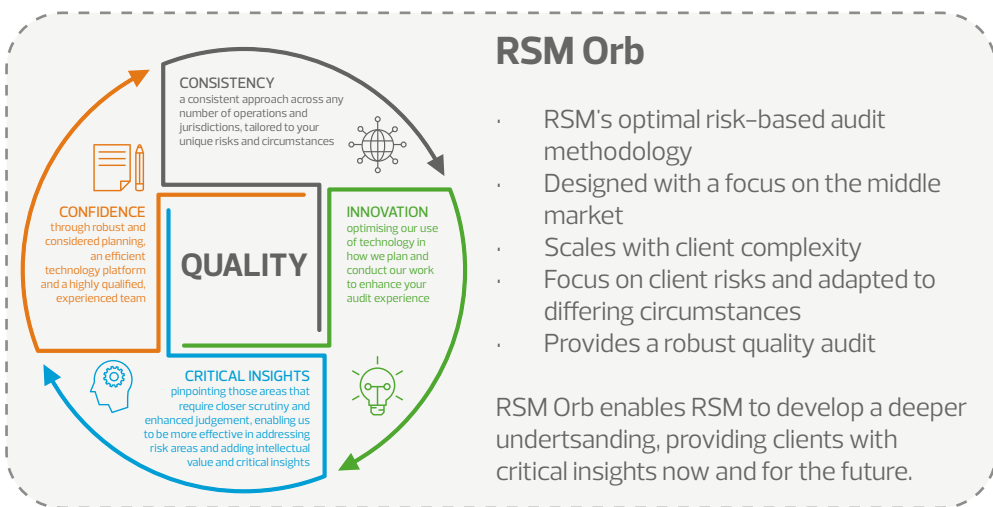 CONSISTENCY
a consistent approach across any
number of operations and
jurisdictions, tailored to your
unique risks and circumstances
CONFIDENCE
through robust and
considered planning,
an efficient
technology platform
and a highly qualified,
experienced team
QUALITY
INNOVATION
optimising our use
of technology in
how we plan and
conduct our work
to enhance your
audit experience
CRITICAL INSIGHTS
pinpointing those areas that
require closer scrutiny and
enhanced judgement, enabling us
to be more effective in addressing
risk areas and adding intellectual
value and critical insights
RSM Orb
· RSM's optimal risk-based audit
methodology
· Designed with a focus on the middle
market
· Scales with client complexity
· Focus on client risks and adapted to
differing circumstances
· Provides a robust quality audit
RSM Orb enables RSM to develop a deeper
undertsanding, providing clients with
critical insights now and for the future.